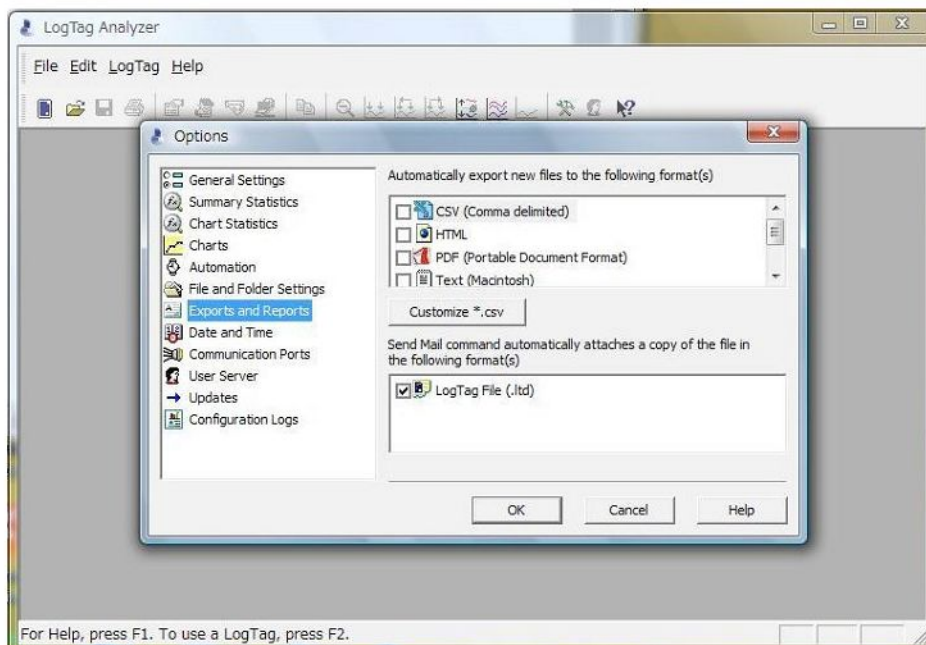 LogTag Analyzer
File Edit LogTag Help
Options
General Settings
Summary Statistics
Chart Statistics
Charts
Automation
File and Folder Settings
Exports and Reports
Date and Time
Communication Ports
User Server
Updates
Configuration Logs
Automatically export new files to the following format(s)
CSV (Comma delimited)
HTML
PDF (Portable Document Format)
Text (Macintosh)
Customize *.csv
Send Mail command automatically attaches a copy of the file in
the following format(s)
LogTag File (.ltd)
OK Cancel Help
For Help, press F1. To use a LogTag, press F2.